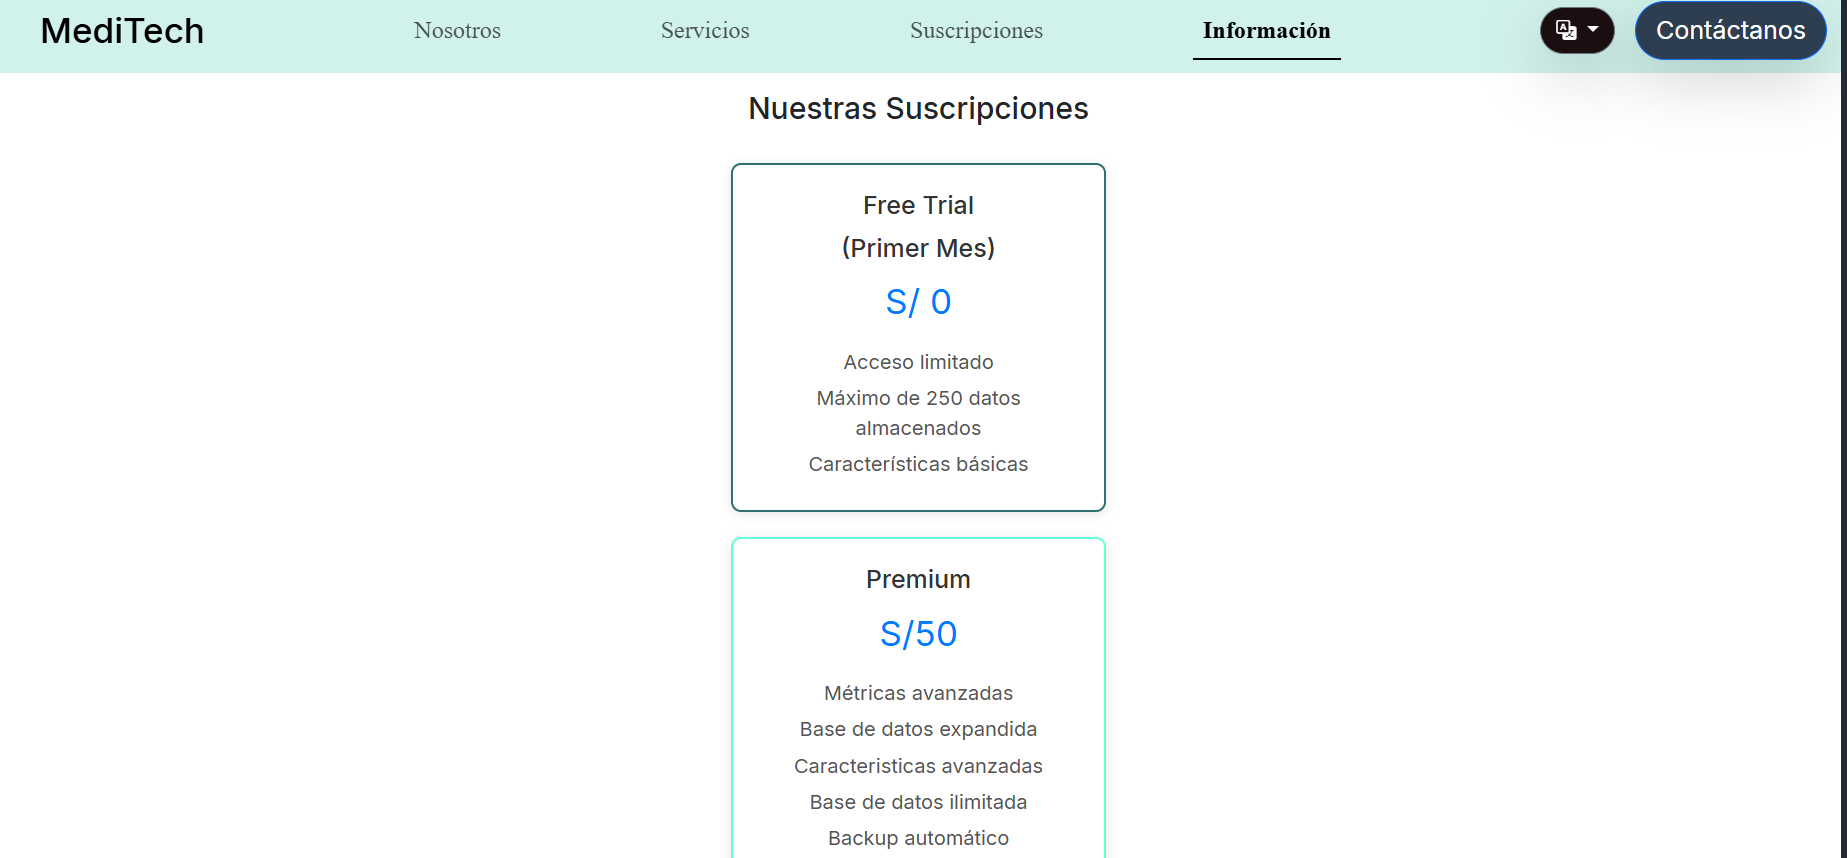 MediTech
Nosotros
Servicios
Suscripciones
Información
Contáctanos
Nuestras Suscripciones
Free Trial
(Primer Mes)
S/ 0
Acceso limitado
Máximo de 250 datos
almacenados
Características básicas
Premium
S/50
Métricas avanzadas
Base de datos expandida
Caracteristicas avanzadas
Base de datos ilimitada
Backup automático